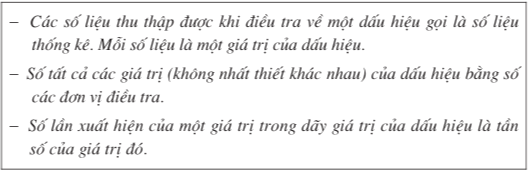 – Các số liệu thu thập được khi điều tra về một dấu hiệu gọi là số liệu
thống kê. Mỗi số liệu là một giá trị của dấu hiệu.
– Số tất cả các giá trị (không nhất thiết khác nhau) của dấu hiệu bằng số
các đơn vị điều tra.
– Số lần xuất hiện của một giá trị trong dãy giá trị của dấu hiệu là tần
số của giá trị đó.